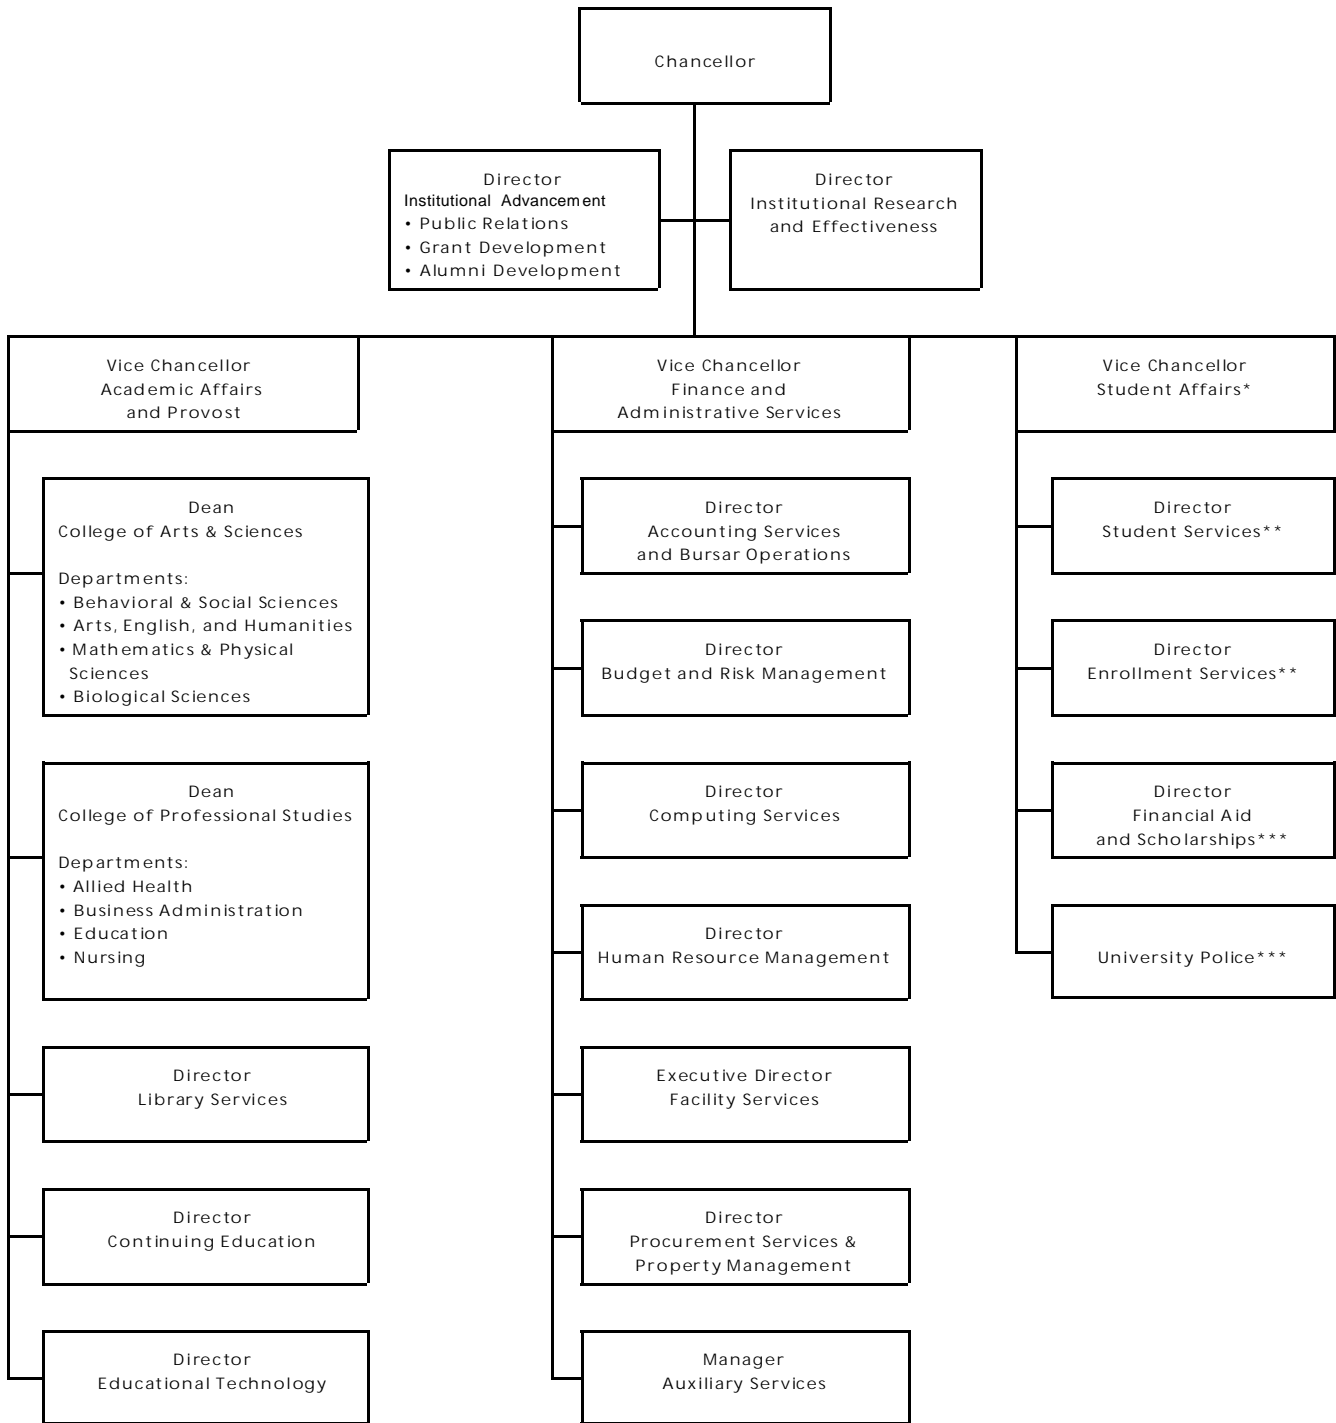 Chancellor
Director
Institutional Advancement
• Public Relations
• Grant Development
• Alumni Development
Director
Institutional Research
and Effectiveness
Vice Chancellor
Academic Affairs
and Provost
Dean
College of Arts & Sciences
Departments:
• Behavioral & Social Sciences
• Arts, English, and Humanities
• Mathematics & Physical
Sciences
• Biological Sciences
Dean
College of Professional Studies
Departments:
• Allied Health
• Business Administration
• Education
• Nursing
Director
Library Services
Director
Continuing Education
Director
Educational Technology
Vice Chancellor
Finance and
Administrative Services
Director
Accounting Services
and Bursar Operations
Director
Budget and Risk Management
Director
Computing Services
Director
Human Resource Management
Executive Director
Facility Services
Director
Procurement Services &
Property Management
Manager
Auxiliary Services
Vice Chancellor
Student Affairs*
Director
Student Services**
Director
Enrollment Services**
Director
Financial Aid
and Scholarships***
University Police***